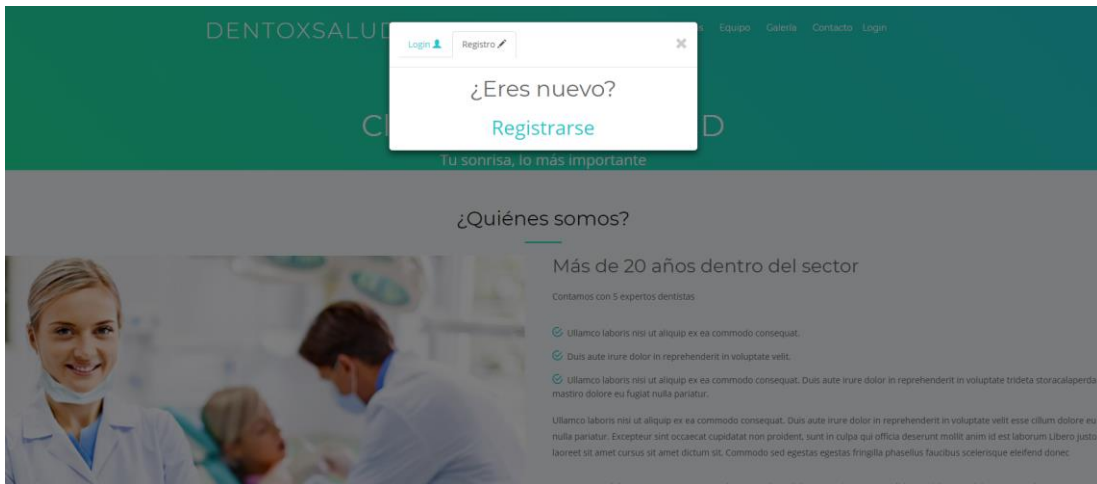 DENTOXSALUD
Equipo Galería Contacto Login
Login
Registro
¿Eres nuevo?
Registrarse
Tu sonrisa, lo más importante
¿Quiénes somos?
Más de 20 años dentro del sector
Contamos con 5 expertos dentistas
Ullamco laboris nisi ut aliquip ex ea commodo consequat.
Duis aute irure dolor in reprehenderit in voluptate velit.
Ullamco laboris nisi ut aliquip ex ea commodo consequat. Duis aute irure dolor in reprehenderit in voluptate trideta storacalaperda
mastiro dolore eu fugiat nulla pariatur.
Ullamco laboris nisi ut aliquip ex ea commodo consequat. Duis aute irure dolor in reprehenderit in voluptate velit esse cillum dolore eu
nulla pariatur. Excepteur sint occaecat cupidatat non proident, sunt in culpa qui officia deserunt mollit anim id est laborum Libero justo
laoreet sit amet cursus sit amet dictum sit. Commodo sed egestas egestas fringilla phasellus faucibus scelerisque eleifend donec